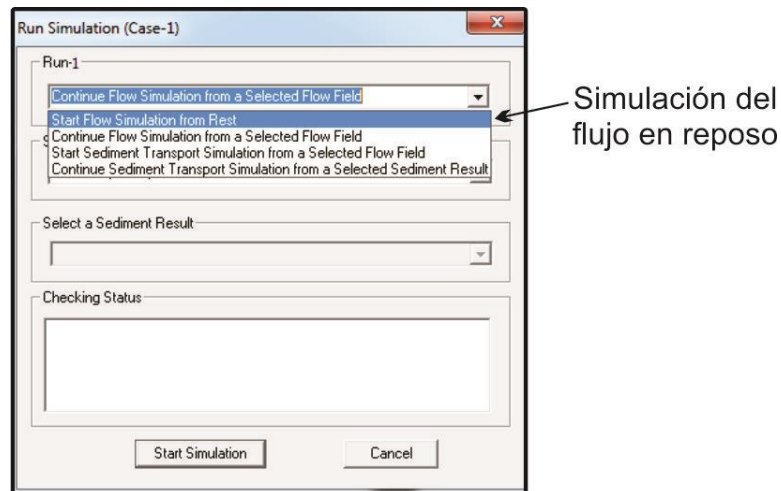 Run Simulation (Case-1)
Run-1
Continue Flow Simulation from a Selected Flow Field
Start Flow Simulation from Rest
Continue Flow Simulation from a Selected Flow Field
Start Sediment Transport Simulation from a Selected Flow Field
Continue Sediment Transport Simulation from a Selected Sediment Result
Simulación del
flujo en reposo
Select a Sediment Result
Checking Status
Start Simulation
Cancel